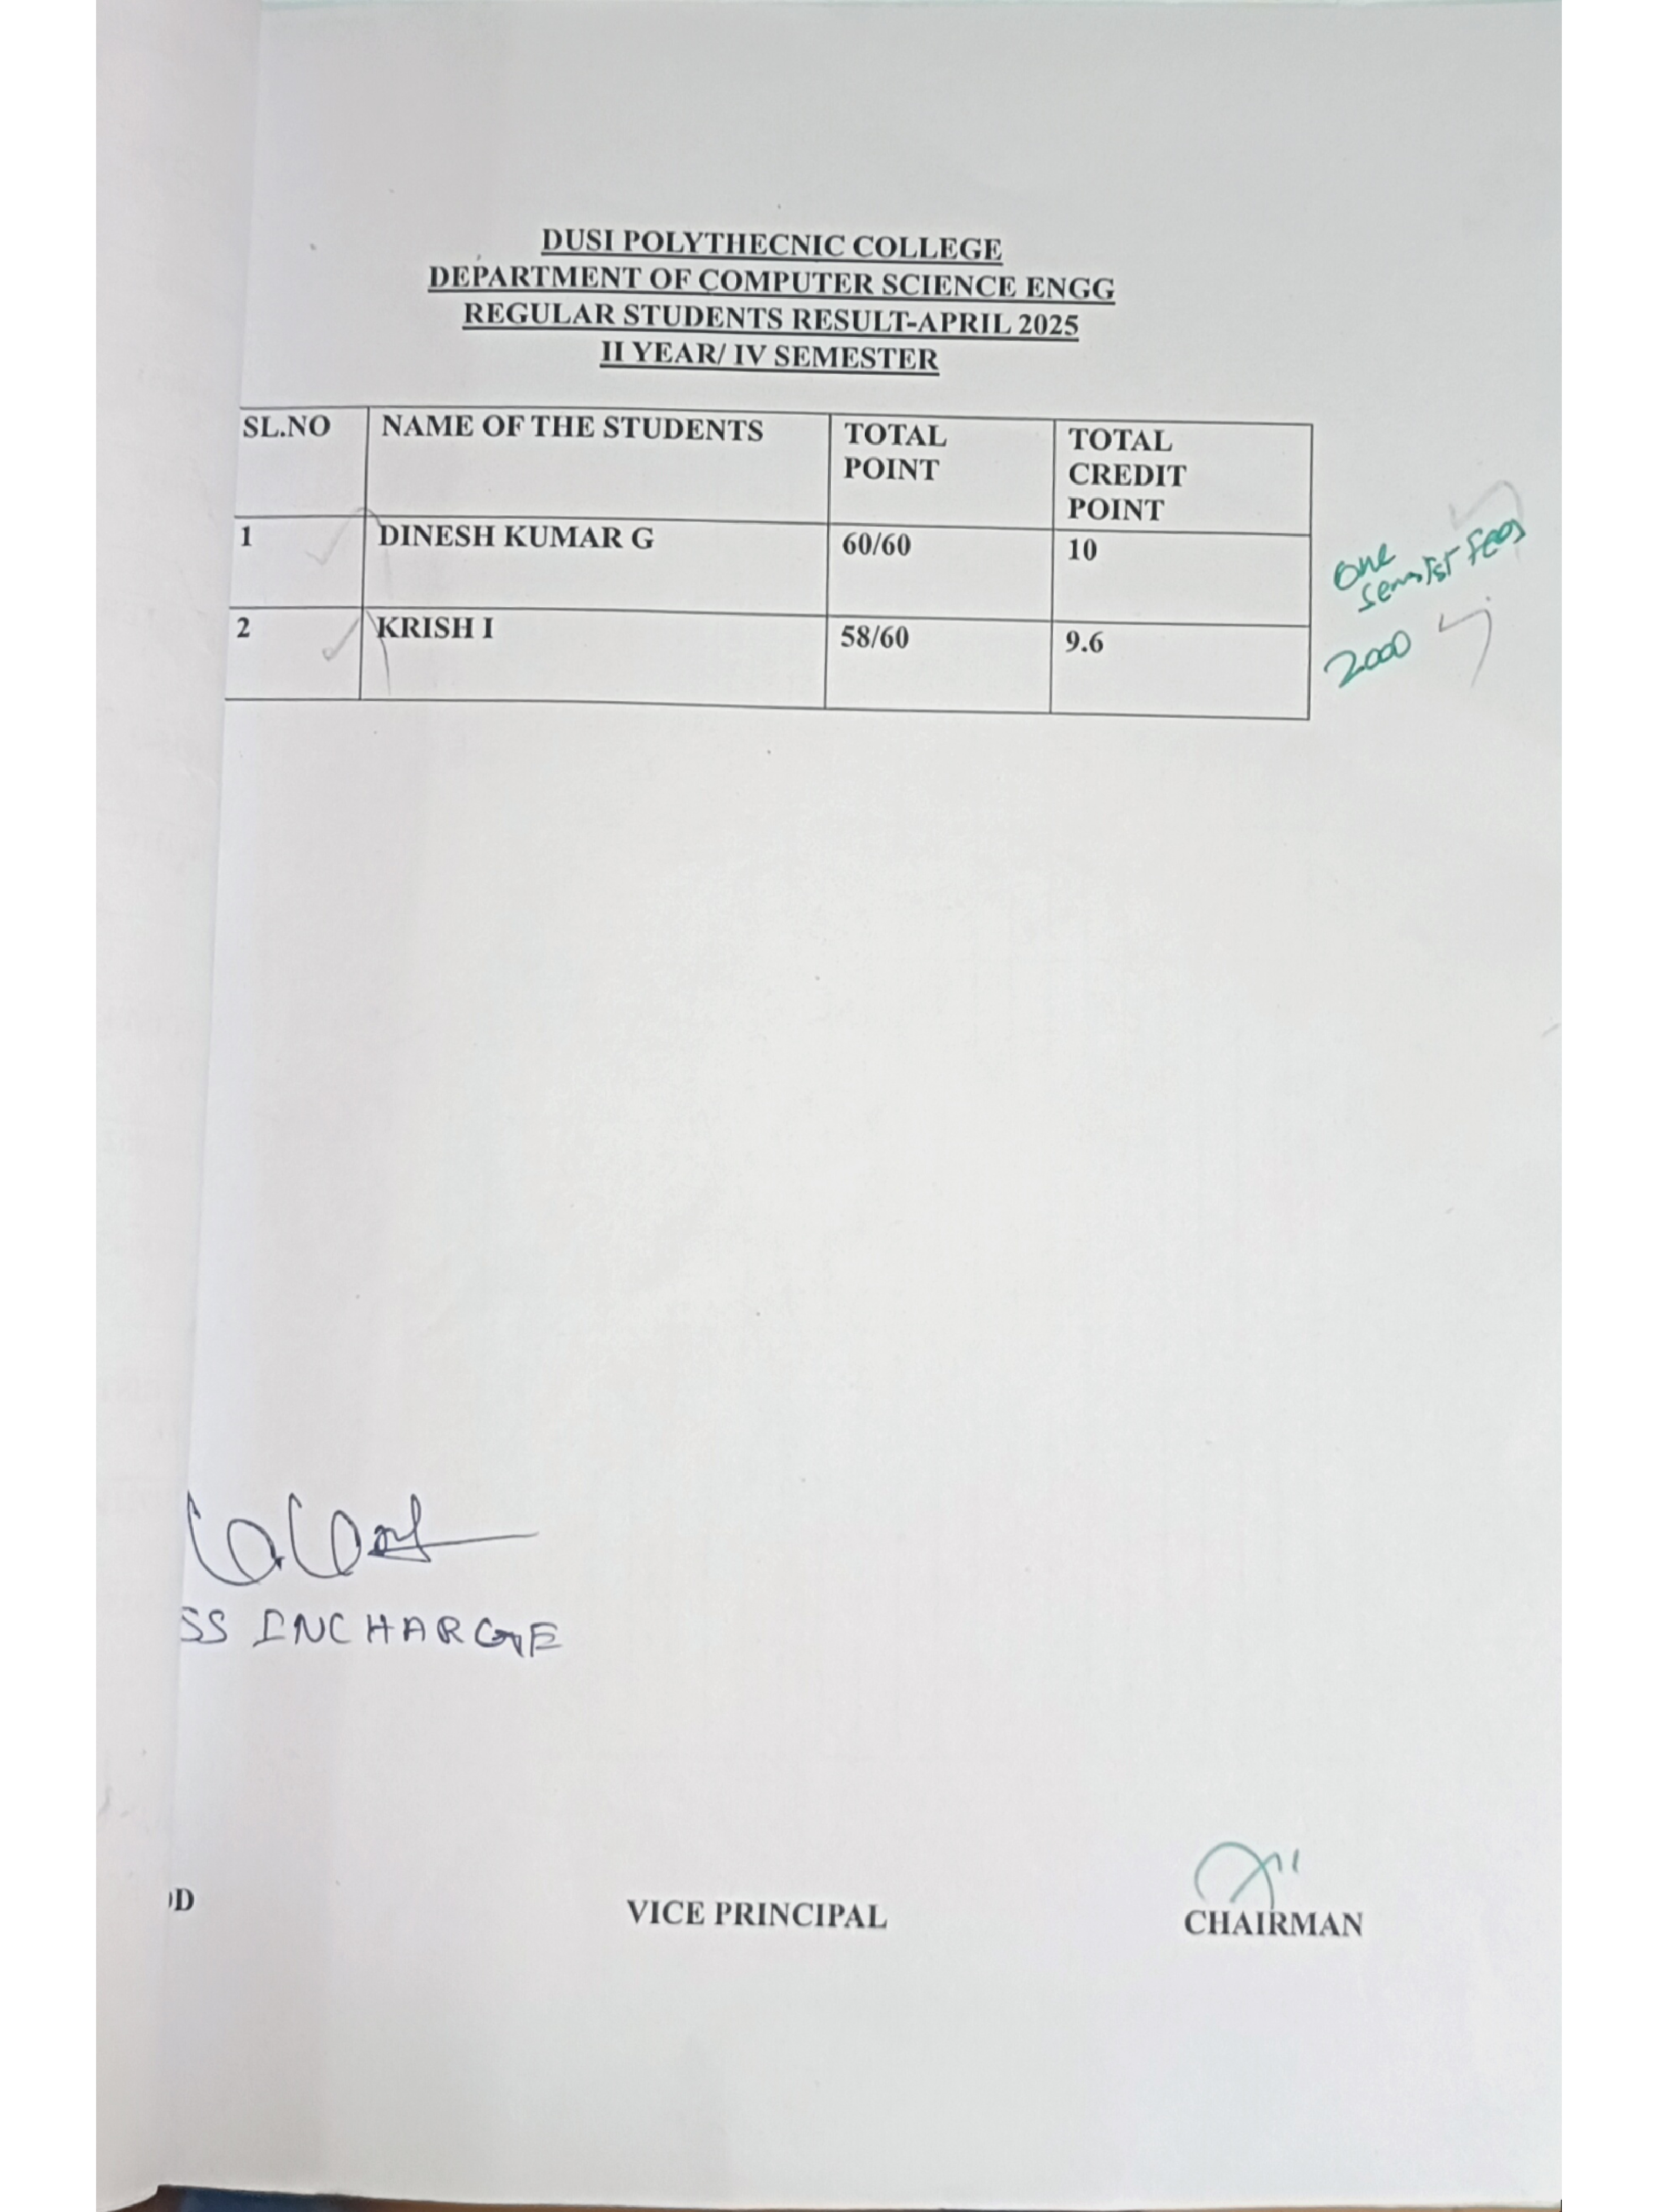 DUSI POLYTHECNIC COLLEGE
DEPARTMENT OF COMPUTER SCIENCE ENGG
REGULAR STUDENTS RESULT-APRIL 2025
II YEAR/ IV SEMESTER
SL.NO NAME OF THE STUDENTS TOTAL POINT TOTAL CREDIT POINT
1 DINESH KUMAR G 60/60 10
one
fees
2 KRISH I 58/60 9.6
2000
SS INCHARGE
D VICE PRINCIPAL CHAIRMAN